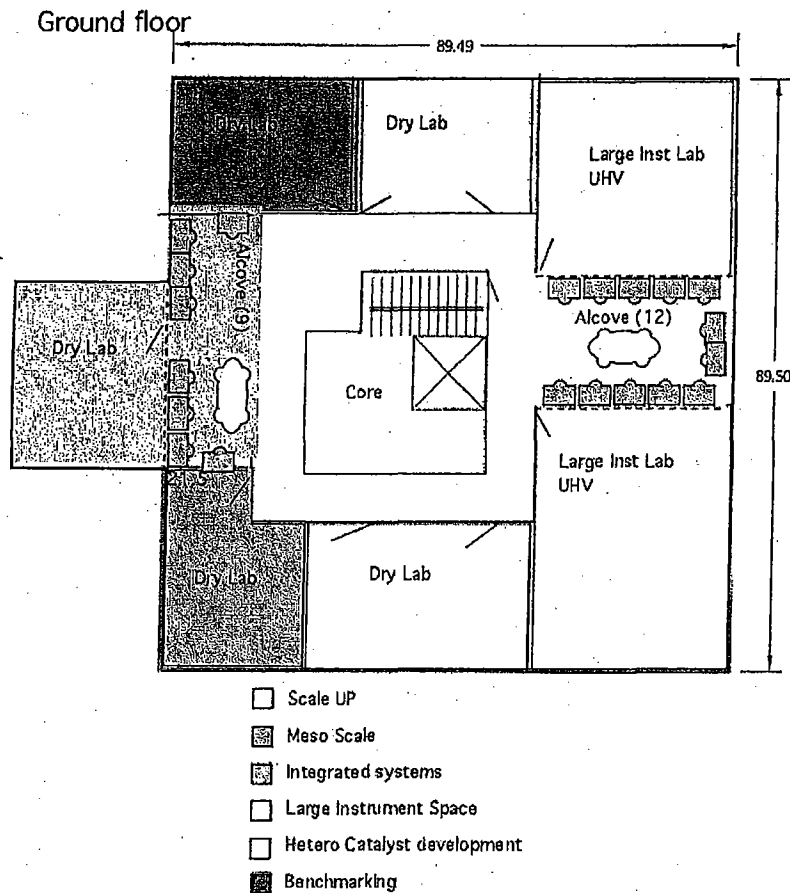 Ground floor
89.49
Dry Lab
Dry Lab
Large Inst Lab
UHV
Alcove (9)
Alcove (12)
Dry Lab
89.50
Core
Large Inst Lab
UHV
Dry Lab
Dry Lab
Scale UP
Meso Scale
Integrated systems
Large Instrument Space
Hetero Catalyst development
Benchmarking